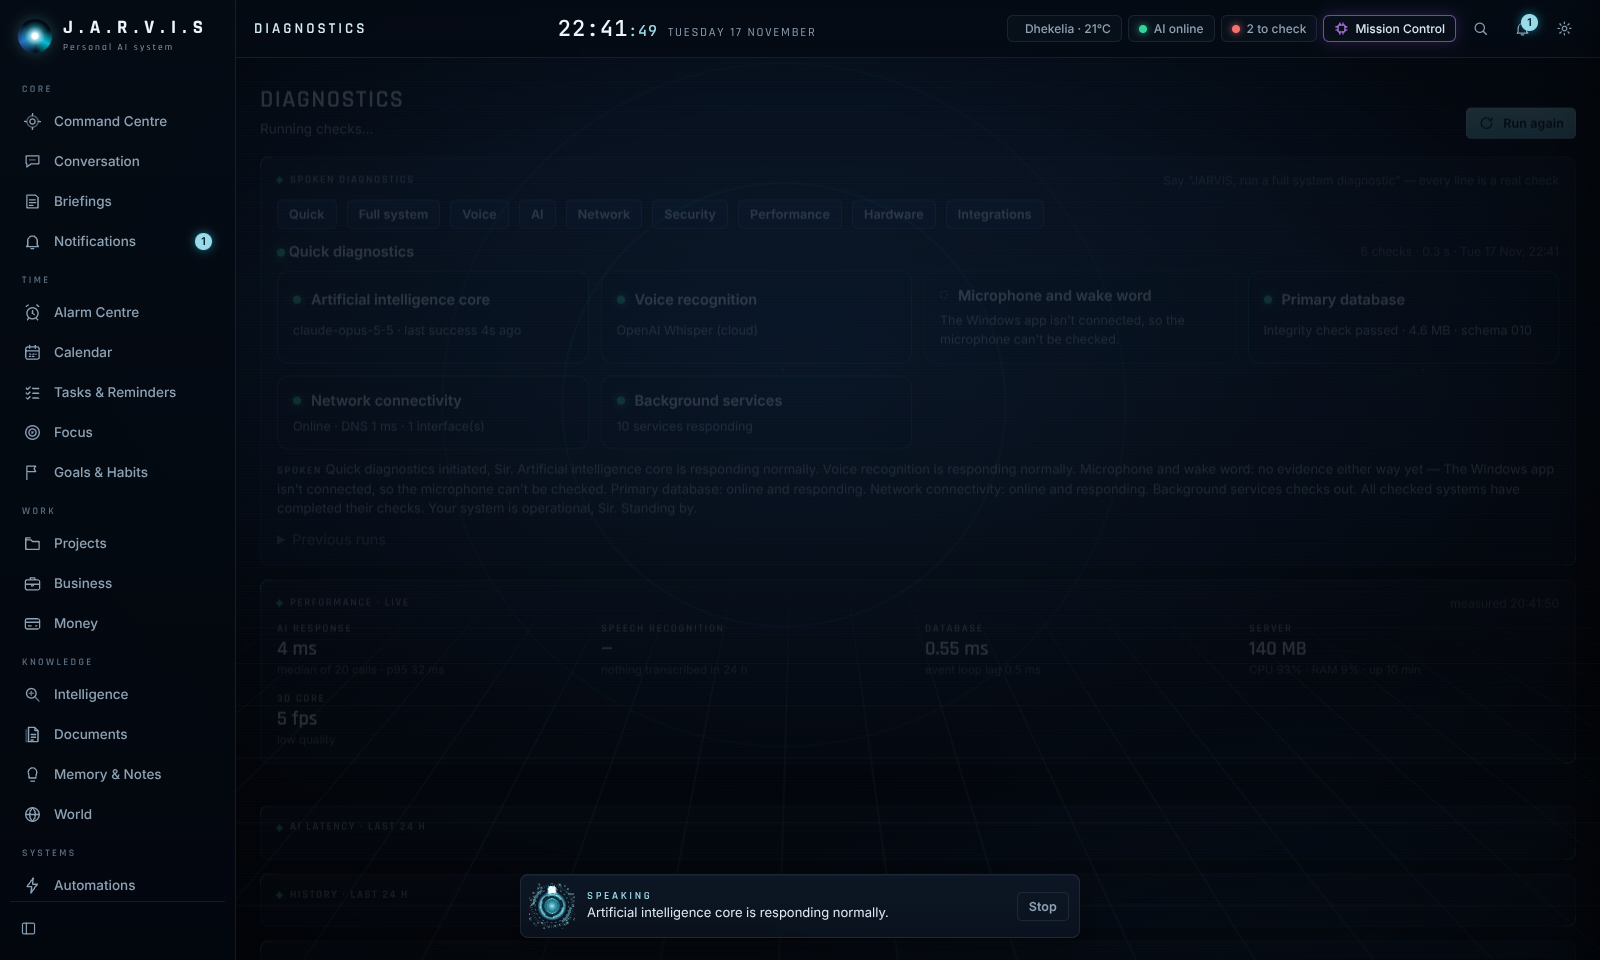 J.A.R.V.I.S
Personal AI system
DIAGNOSTICS
22:41:49 TUESDAY 17 NOVEMBER
Dhekelia · 21°C
AI online
2 to check
Mission Control
1
CORE
Command Centre
Conversation
Briefings
Notifications 1
TIME
Alarm Centre
Calendar
Tasks & Reminders
Focus
Goals & Habits
WORK
Projects
Business
Money
KNOWLEDGE
Intelligence
Documents
Memory & Notes
World
SYSTEMS
Automations
DIAGNOSTICS
Running checks...
Run again
SPOKEN DIAGNOSTICS
Say "JARVIS, run a full system diagnostic" — every line is a real check
Quick Full system Voice AI Network Security Performance Hardware Integrations
Quick diagnostics
6 checks · 0.3 s · Tue 17 Nov, 22:41
Artificial intelligence core
claude-opus-5-5 · last success 4s ago
Voice recognition
OpenAI Whisper (cloud)
Microphone and wake word
The Windows app isn't connected, so the
microphone can't be checked.
Primary database
Integrity check passed · 4.6 MB · schema 010
Network connectivity
Online · DNS 1 ms · 1 interface(s)
Background services
10 services responding
SPOKEN Quick diagnostics initiated, Sir. Artificial intelligence core is responding normally. Voice recognition is responding normally. Microphone and wake word: no evidence either way yet — The Windows app
isn't connected, so the microphone can't be checked. Primary database: online and responding. Network connectivity: online and responding. Background services checks out. All checked systems have
completed their checks. Your system is operational, Sir. Standing by.
Previous runs
PERFORMANCE · LIVE
measured 20:41:50
AI RESPONSE
4 ms
median of 20 calls · p95 32 ms
SPEECH RECOGNITION
—
nothing transcribed in 24 h
DATABASE
0.55 ms
event loop lag 0.5 ms
SERVER
140 MB
CPU 93% · RAM 9% · up 10 min
3D CORE
5 fps
low quality
AI LATENCY · LAST 24 H
HISTORY · LAST 24 H
SPEAKING
Artificial intelligence core is responding normally.
Stop